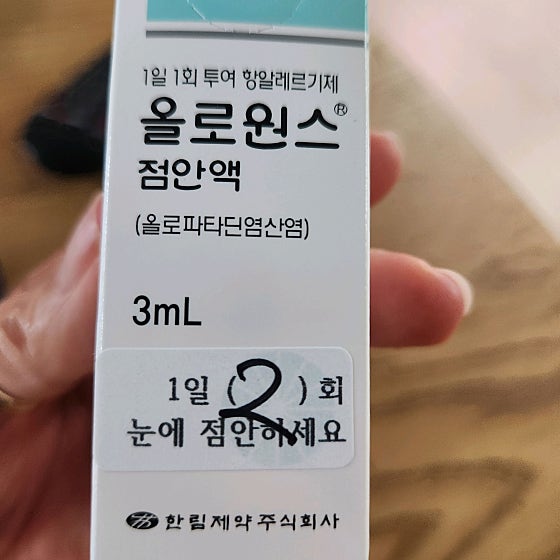 1일 1회 투여 항알레르기제
올로원스®
점안액
(올로파타딘염산염)
3mL
1일 ( 2 ) 회
눈에 점안하세요
한림제약주식회사